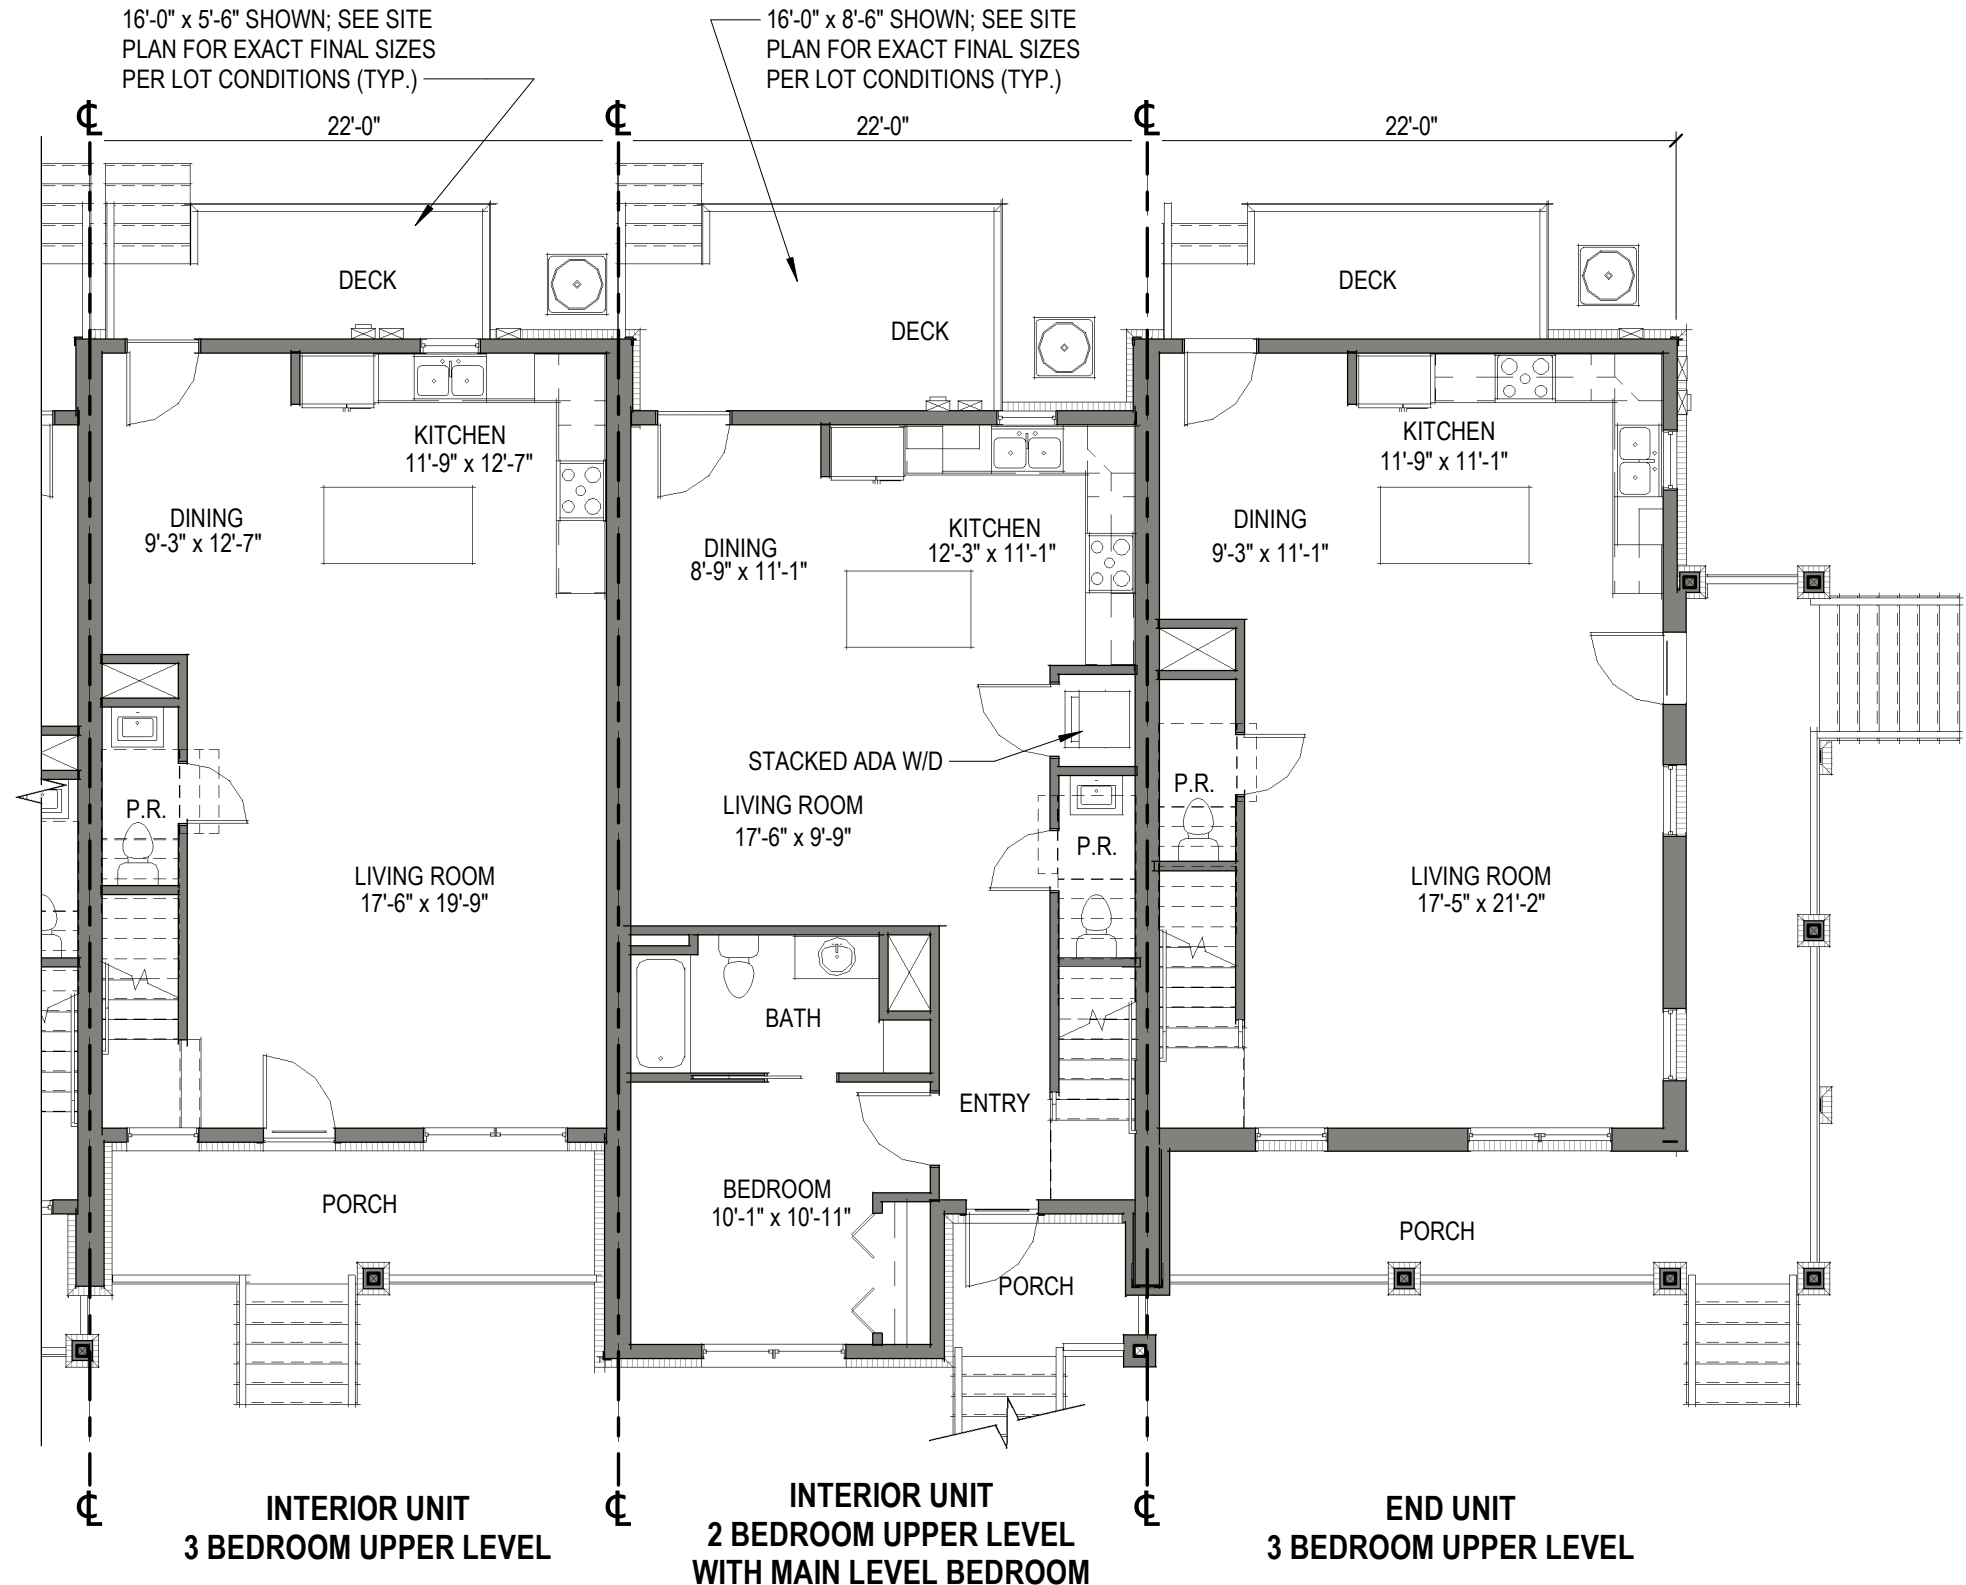 16'-0" x 5'-6" SHOWN; SEE SITE
PLAN FOR EXACT FINAL SIZES
PER LOT CONDITIONS (TYP.)
16'-0" x 8'-6" SHOWN; SEE SITE
PLAN FOR EXACT FINAL SIZES
PER LOT CONDITIONS (TYP.)
℄
℄
℄
22'-0"
22'-0"
22'-0"
DECK
DECK
DECK
KITCHEN
11'-9" x 12'-7"
DINING
9'-3" x 12'-7"
P.R.
LIVING ROOM
17'-6" x 19'-9"
PORCH
KITCHEN
12'-3" x 11'-1"
DINING
8'-9" x 11'-1"
STACKED ADA W/D
LIVING ROOM
17'-6" x 9'-9"
P.R.
BATH
ENTRY
BEDROOM
10'-1" x 10'-11"
PORCH
KITCHEN
11'-9" x 11'-1"
DINING
9'-3" x 11'-1"
P.R.
LIVING ROOM
17'-5" x 21'-2"
PORCH
℄
℄
℄
INTERIOR UNIT
3 BEDROOM UPPER LEVEL
INTERIOR UNIT
2 BEDROOM UPPER LEVEL
WITH MAIN LEVEL BEDROOM
END UNIT
3 BEDROOM UPPER LEVEL